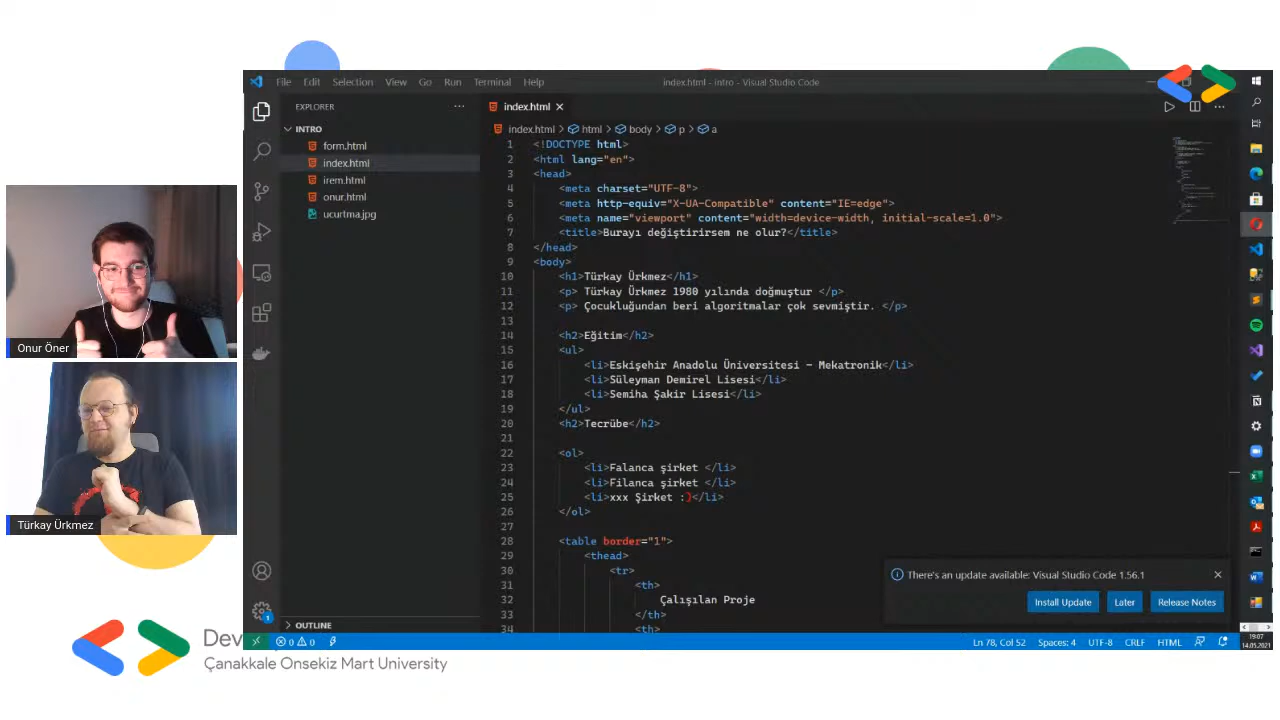 File Edit Selection View Go Run Terminal Help
index.html - intro - Visual Studio Code
EXPLORER
index.html
INTRO
form.html
index.html
irem.html
onur.html
ucurtma.jpg
index.html > html > body > p > a
1 <!DOCTYPE html>
2 <html lang="en">
3 <head>
4 <meta charset="UTF-8">
5 <meta http-equiv="X-UA-Compatible" content="IE=edge">
6 <meta name="viewport" content="width=device-width, initial-scale=1.0">
7 <title>Burayı değiştirirsem ne olur?</title>
8 </head>
9 <body>
10 <h1>Türkay Ürkmez</h1>
11 <p> Türkay Ürkmez 1980 yılında doğmuştur </p>
12 <p> Çocukluğundan beri algoritmalar çok sevmiştir. </p>
13
14 <h2>Eğitim</h2>
15 <ul>
16 <li>Eskişehir Anadolu Üniversitesi - Mekatronik</li>
17 <li>Süleyman Demirel Lisesi</li>
18 <li>Semiha Şakir Lisesi</li>
19 </ul>
20 <h2>Tecrübe</h2>
21
22 <ol>
23 <li>Falanca şirket </li>
24 <li>Filanca şirket </li>
25 <li>xxx Şirket :)</li>
26 </ol>
27
28 <table border="1">
29 <thead>
30 <tr>
31 <th>
32 Çalışılan Proje
33 </th>
34 <th>
There's an update available: Visual Studio Code 1.56.1
Install Update Later Release Notes
OUTLINE
1
0 0
Ln 78, Col 52 Spaces: 4 UTF-8 CRLF HTML
19:07
14.05.2021
Onur Öner
Türkay Ürkmez
Dev
Çanakkale Onsekiz Mart University